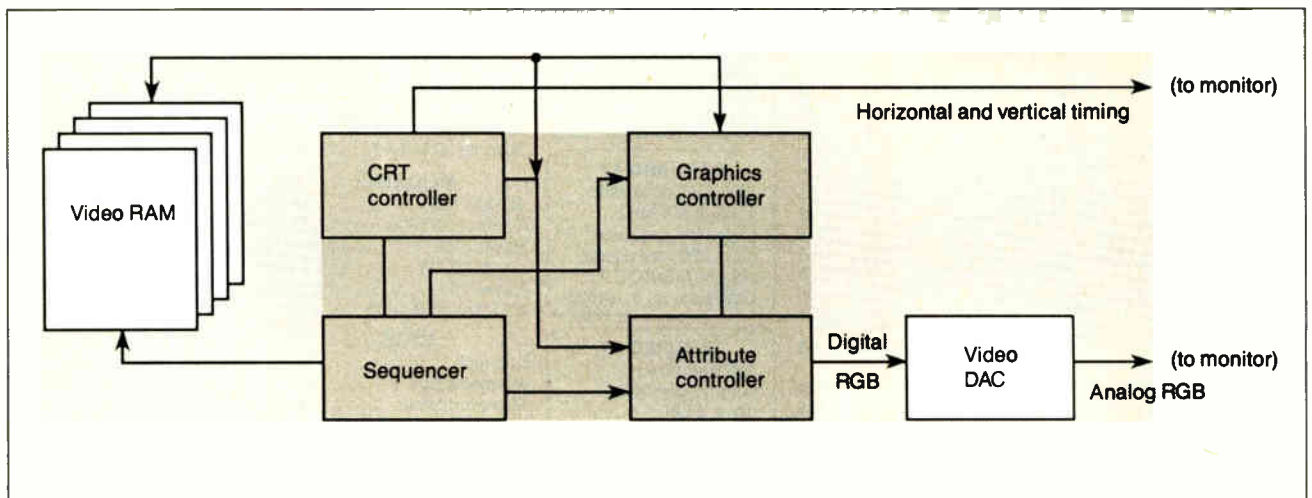 (to monitor)
Horizontal and vertical timing
CRT
controller
Graphics
controller
Video RAM
Sequencer
Attribute
controller
Digital
RGB
Video
DAC
(to monitor)
Analog RGB